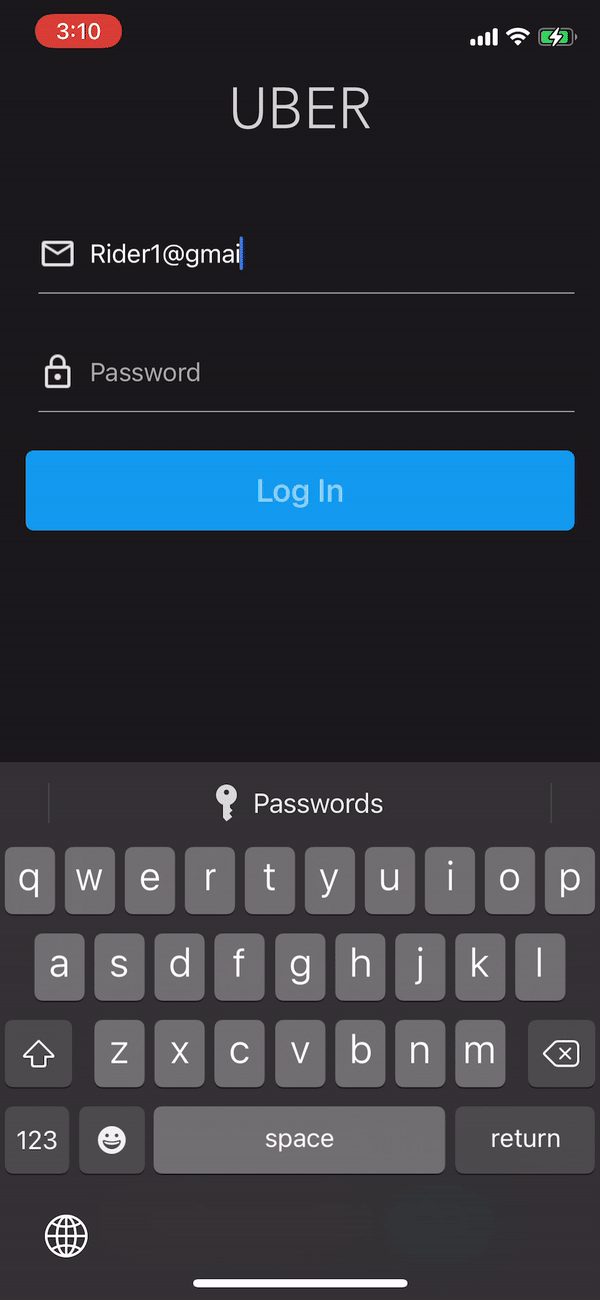 3:10
UBER
Rider1@gmai
Password
Log In
Passwords
q w e r t y u i o p
a s d f g h j k l
z x c v b n m
123 space return